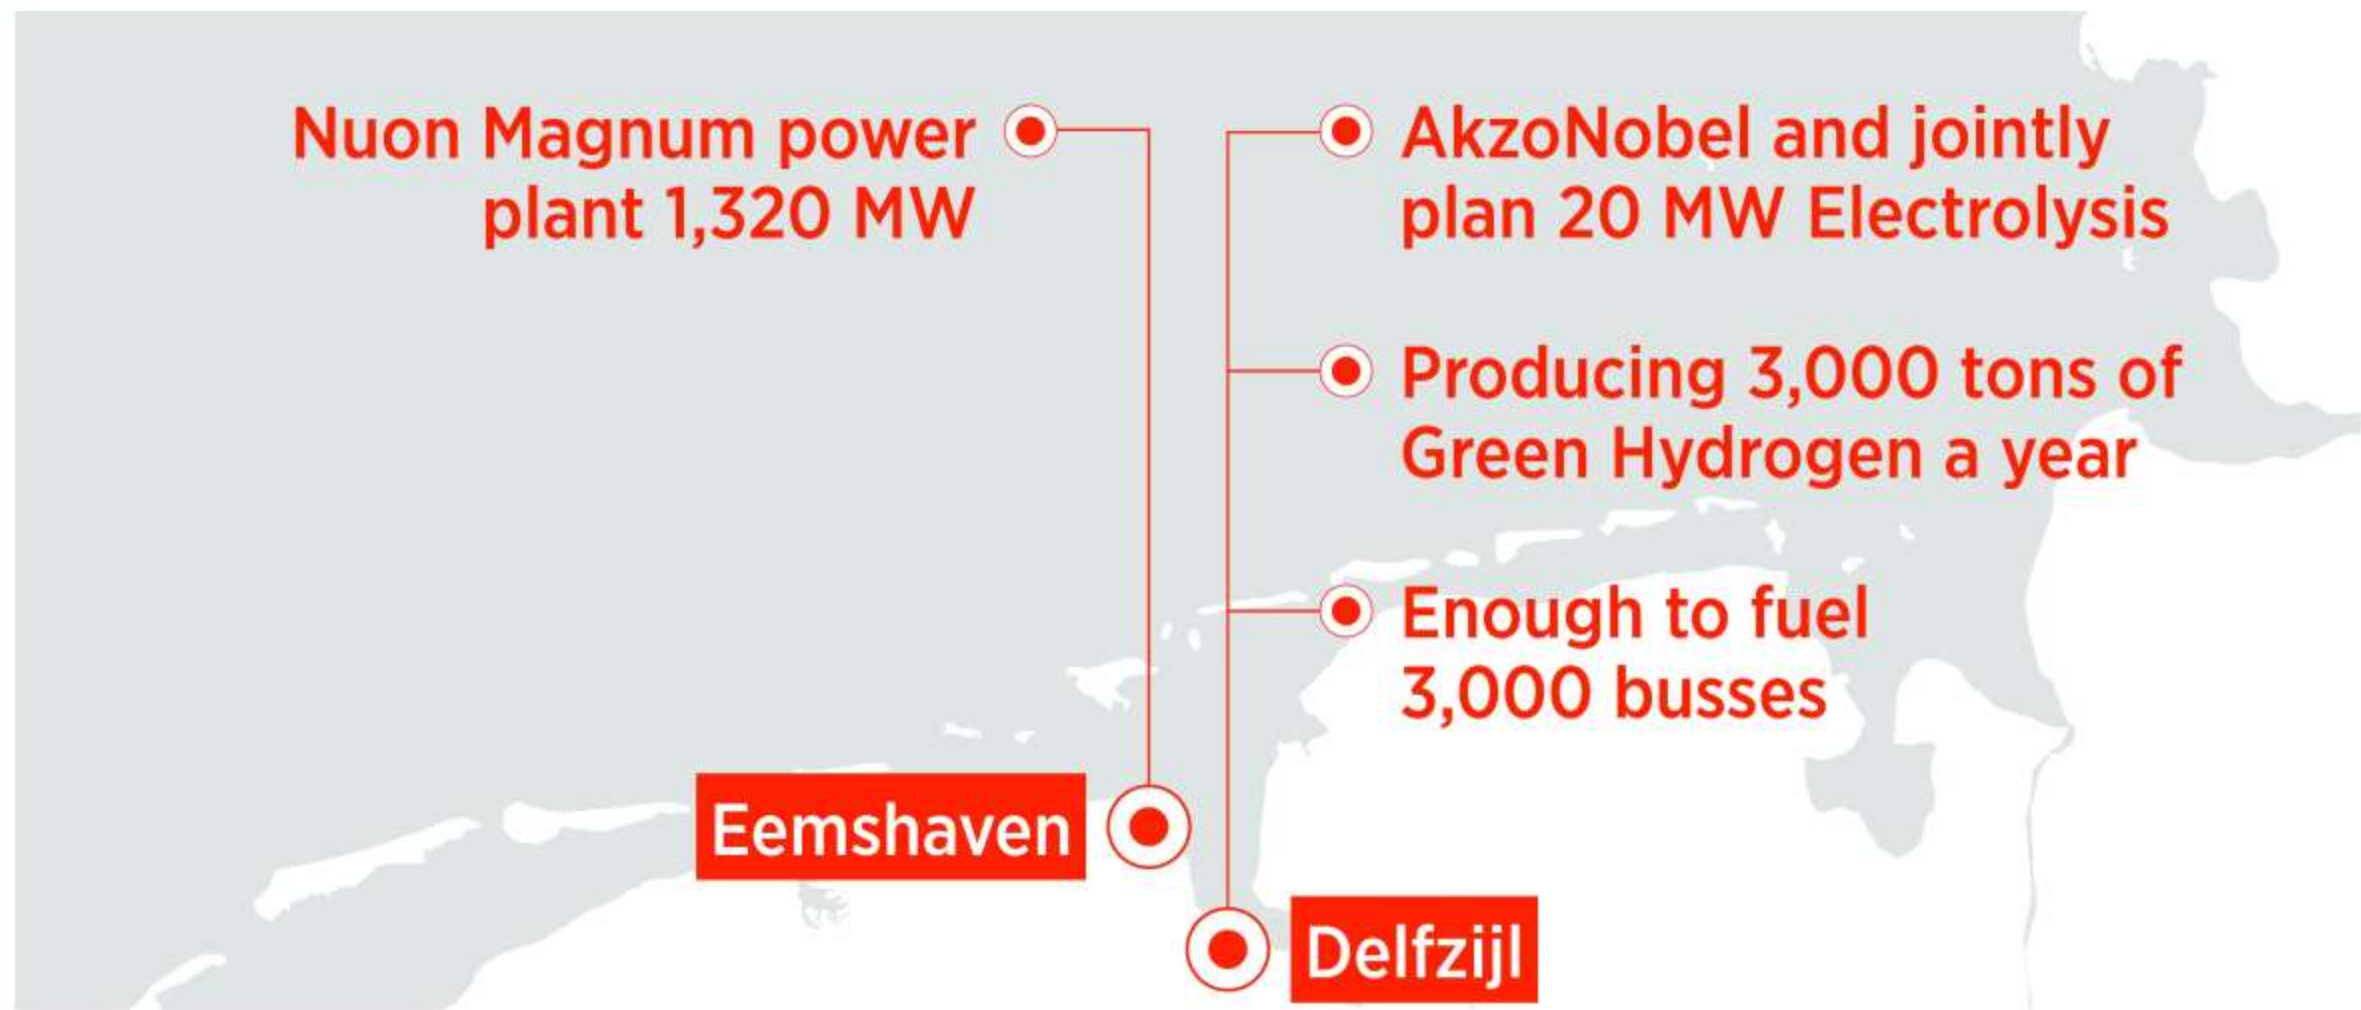 Nuon Magnum power
plant 1,320 MW
AkzoNobel and jointly
plan 20 MW Electrolysis
Producing 3,000 tons of
Green Hydrogen a year
Enough to fuel
3,000 busses
Eemshaven
Delfzijl